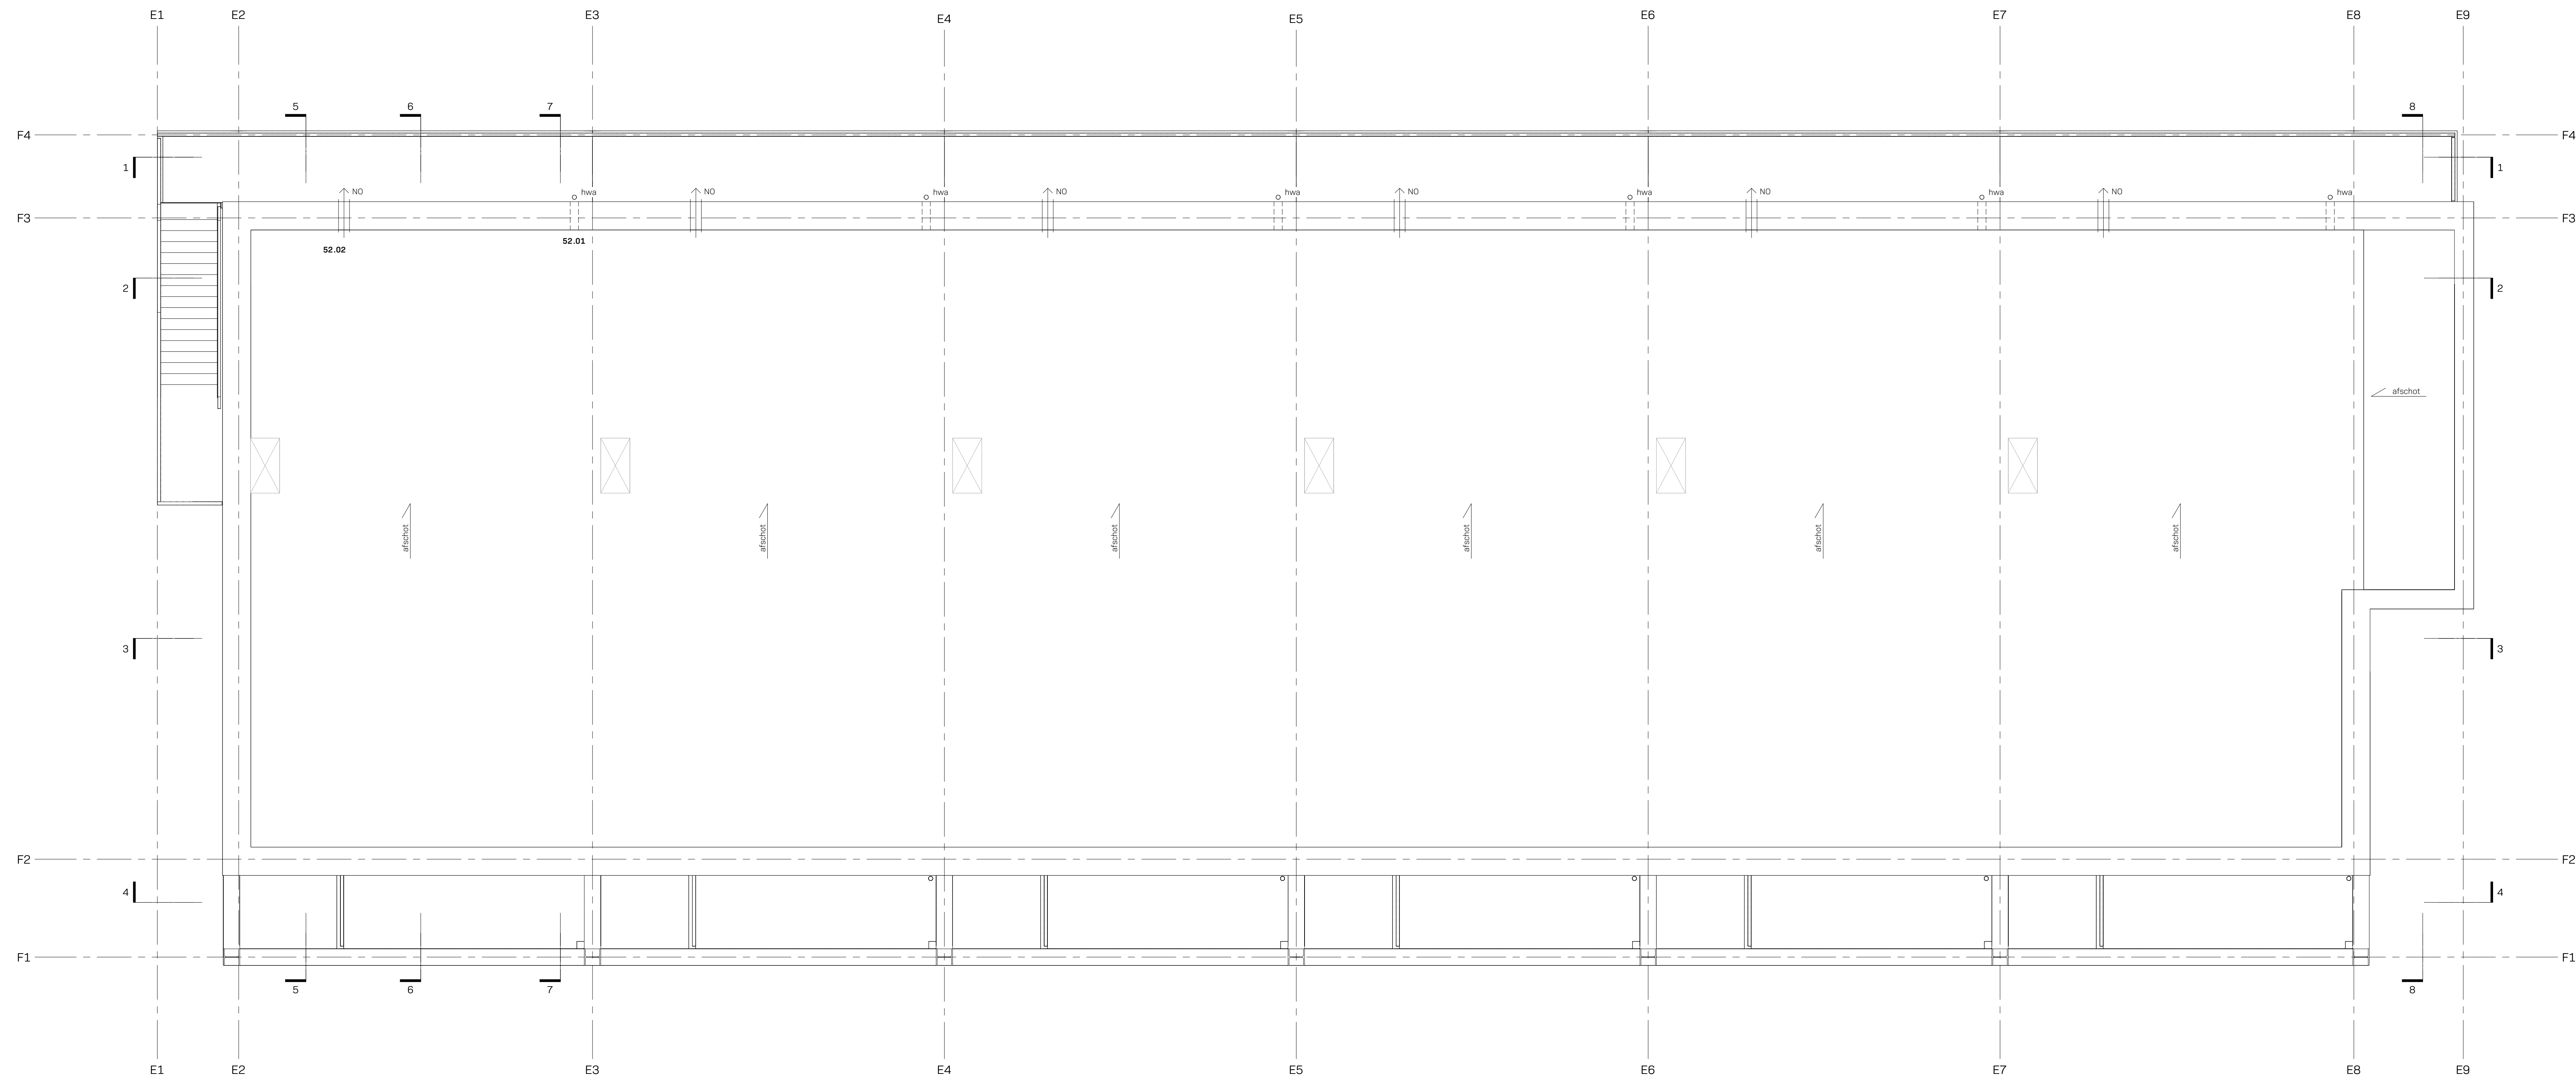 E1 E2 E3 E4 E5 E6 E7 E8 E9
5 6 7 8
F4 F4
1 1
NO hwa NO hwa NO hwa NO hwa NO hwa NO hwa
F3 F3
52.02 52.01
2 2
afschot
afschot afschot afschot afschot afschot afschot
3 3
F2 F2
4 4
F1 F1
5 6 7 8
E1 E2 E3 E4 E5 E6 E7 E8 E9